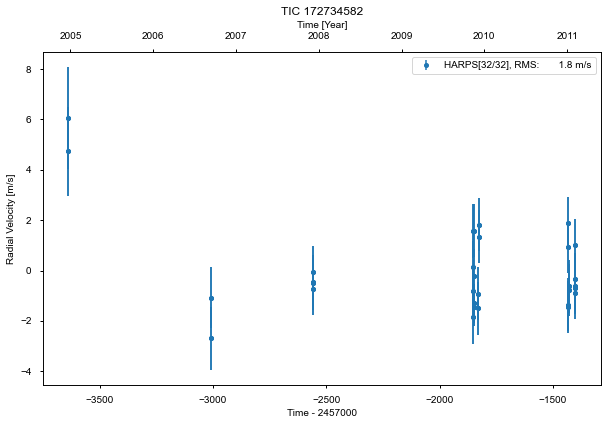 TIC 172734582
Time [Year]
2005 2006 2007 2008 2009 2010 2011
HARPS[32/32], RMS: 1.8 m/s
Radial Velocity [m/s]
8
6
4
2
0
−2
−4
−3500 −3000 −2500 −2000 −1500
Time - 2457000